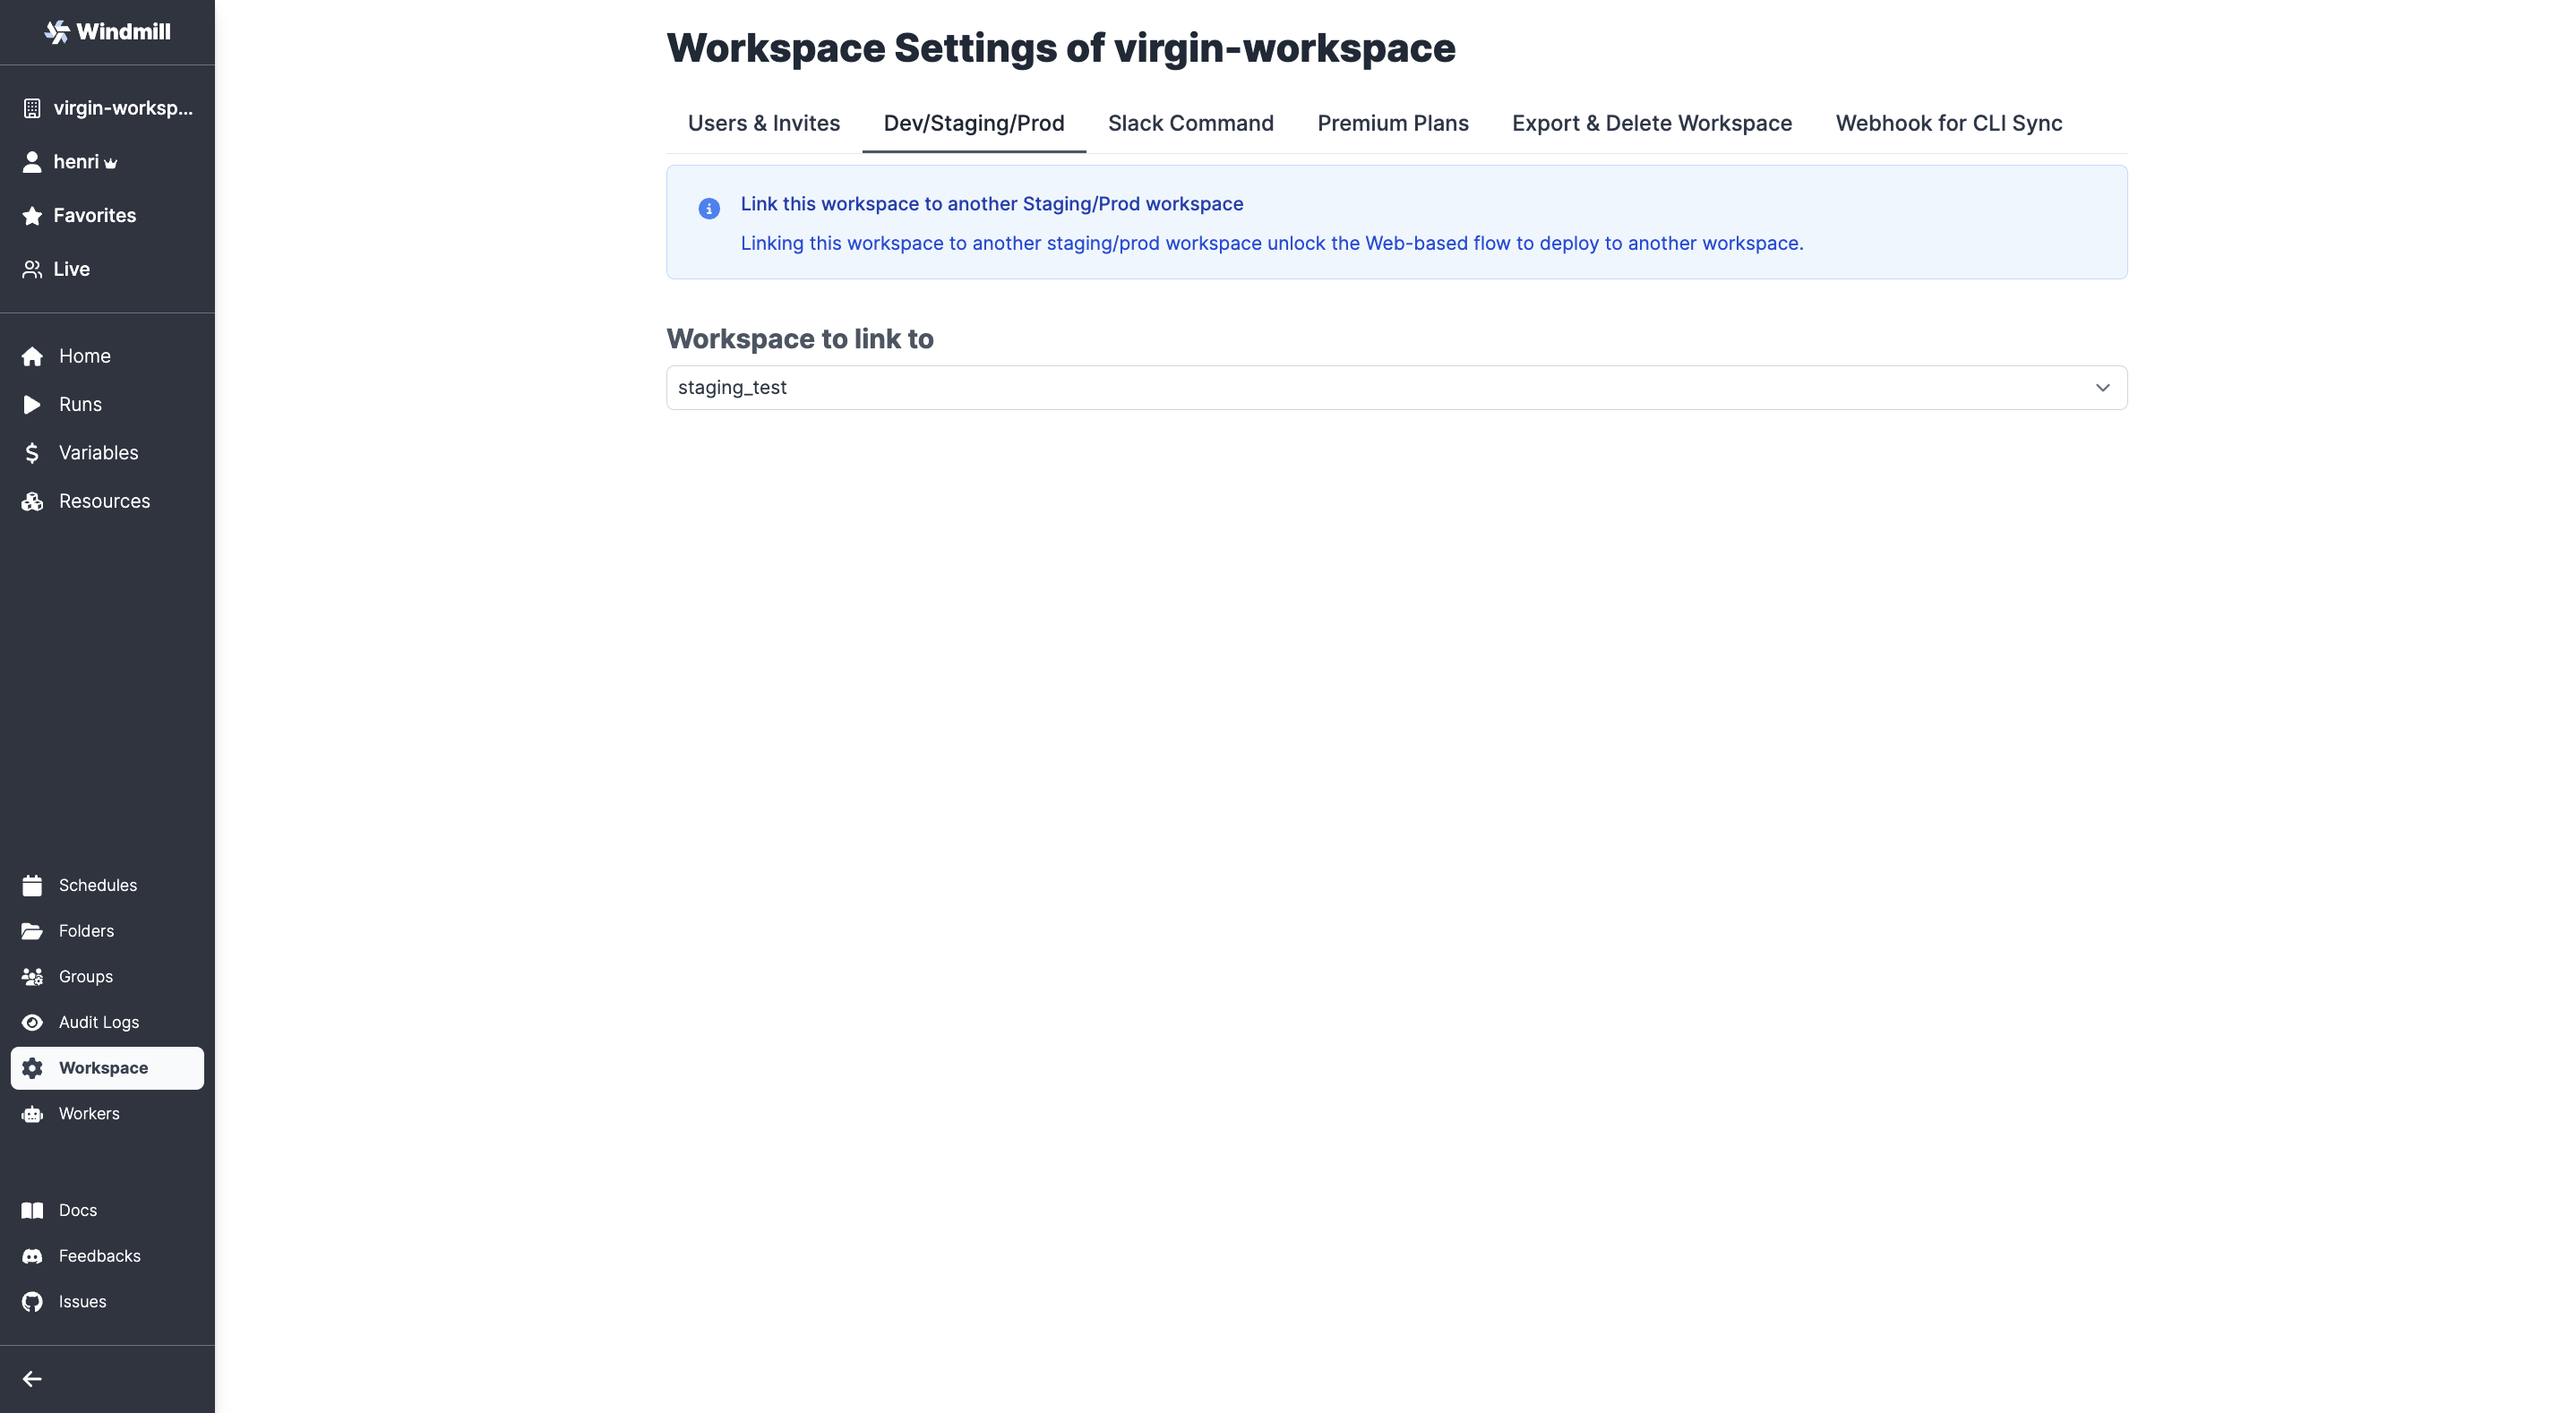 Windmill
virgin-worksp...
henri
Favorites
Live
Home
Runs
Variables
Resources
Schedules
Folders
Groups
Audit Logs
Workspace
Workers
Docs
Feedbacks
Issues
Workspace Settings of virgin-workspace
Users & Invites Dev/Staging/Prod Slack Command Premium Plans Export & Delete Workspace Webhook for CLI Sync
Link this workspace to another Staging/Prod workspace
Linking this workspace to another staging/prod workspace unlock the Web-based flow to deploy to another workspace.
Workspace to link to
staging_test